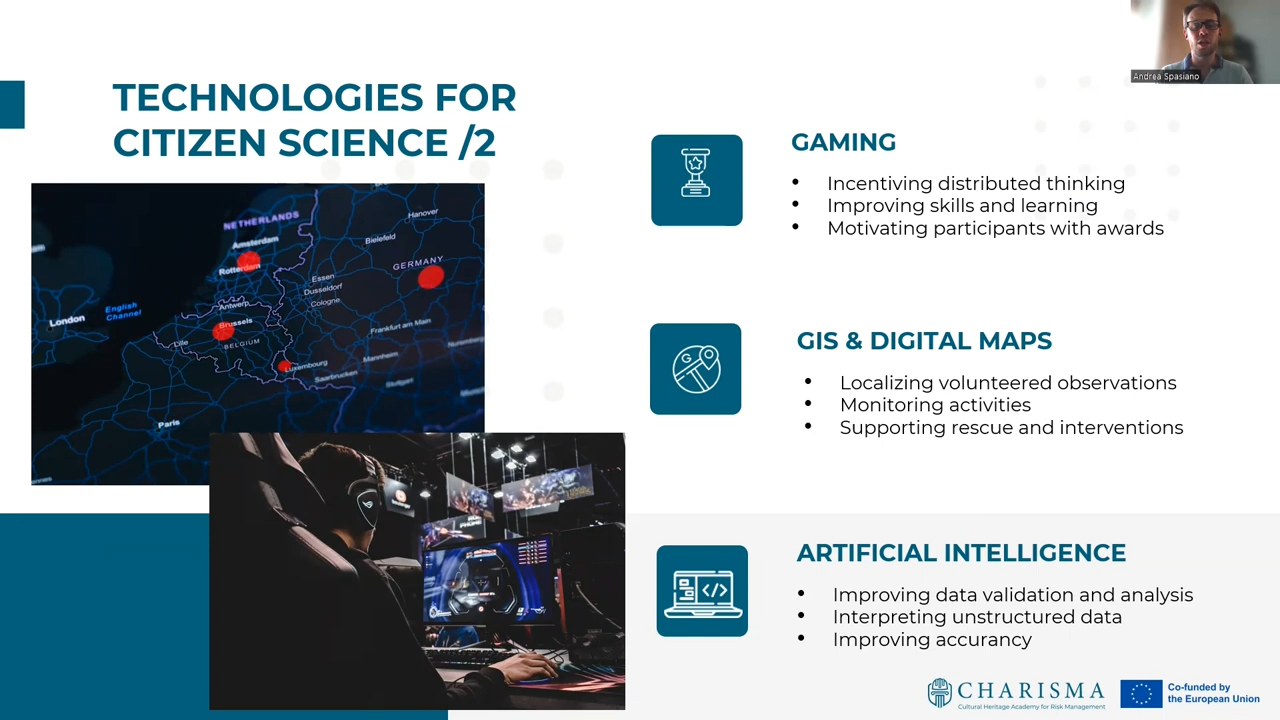 Andrea Spasiano
TECHNOLOGIES FOR
CITIZEN SCIENCE /2
NETHERLANDS
Amsterdam
Rotterdam
Hanover
Bielefeld
GERMANY
Essen
Dusseldorf
Cologne
English
Channel
London
Antwerp
Brussels
BELGIUM
Lille
Frankfurt am Main
Luxembourg
Mannheim
Saarbrucken
Stuttgart
Paris
GAMING
• Incentiving distributed thinking
• Improving skills and learning
• Motivating participants with awards
G
GIS & DIGITAL MAPS
• Localizing volunteered observations
• Monitoring activities
• Supporting rescue and interventions
</>
ARTIFICIAL INTELLIGENCE
• Improving data validation and analysis
• Interpreting unstructured data
• Improving accurancy
CHARISMA
Cultural Heritage Academy for Risk Management
Co-funded by
the European Union